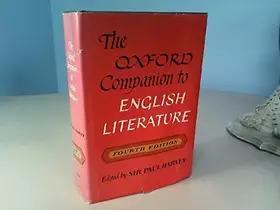 The
OXFORD
Companion to
ENGLISH
LITERATURE
FOURTH EDITION
Edited by SIR PAUL HARVEY